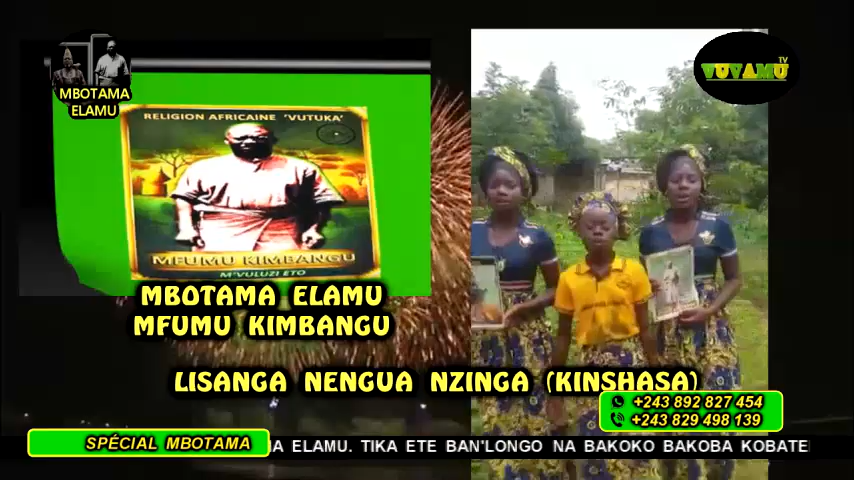 MBOTAMA
ELAMU
VUVAMU
TV
RELIGION AFRICAINE 'VUTUKA'
MFUMU KIMBANGU
M'VULUZI ETO
MBOTAMA ELAMU
MFUMU KIMBANGU
LISANGA NENGUA NZINGA (KINSHASA)
+243 892 827 454
+243 829 498 139
SPÉCIAL MBOTAMA
MA ELAMU. TIKA ETE BAN'LONGO NA BAKOKO BAKOBA KOBATE